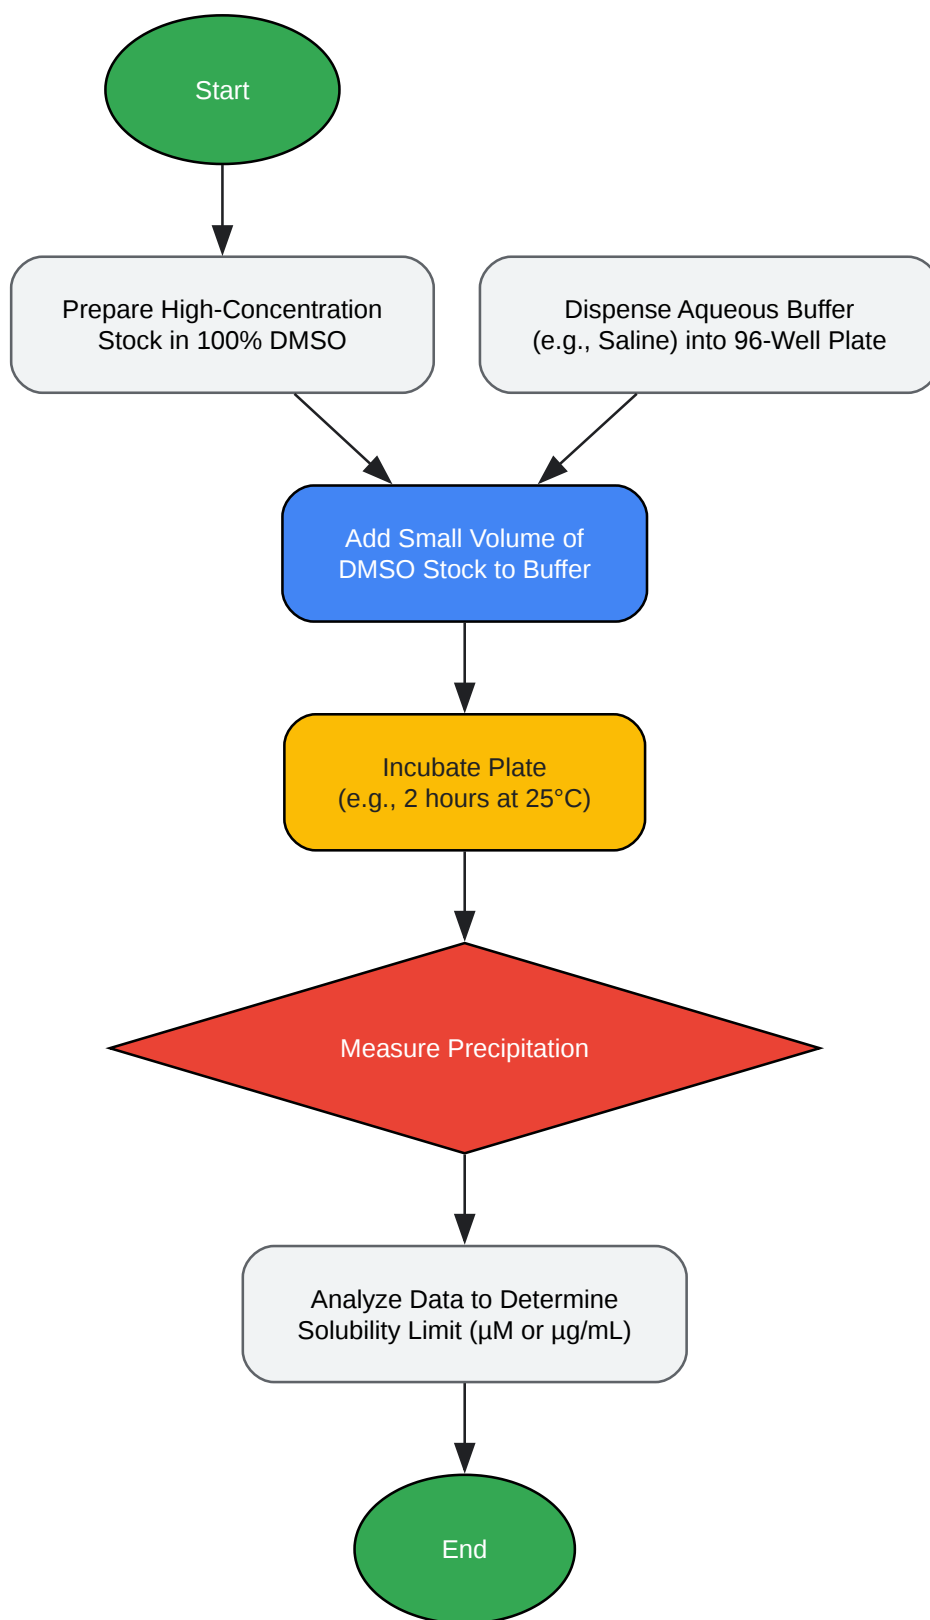 Start
Prepare High-Concentration
Stock in 100% DMSO
Dispense Aqueous Buffer
(e.g., Saline) into 96-Well Plate
Add Small Volume of
DMSO Stock to Buffer
Incubate Plate
(e.g., 2 hours at 25°C)
Measure Precipitation
Analyze Data to Determine
Solubility Limit (µM or µg/mL)
End